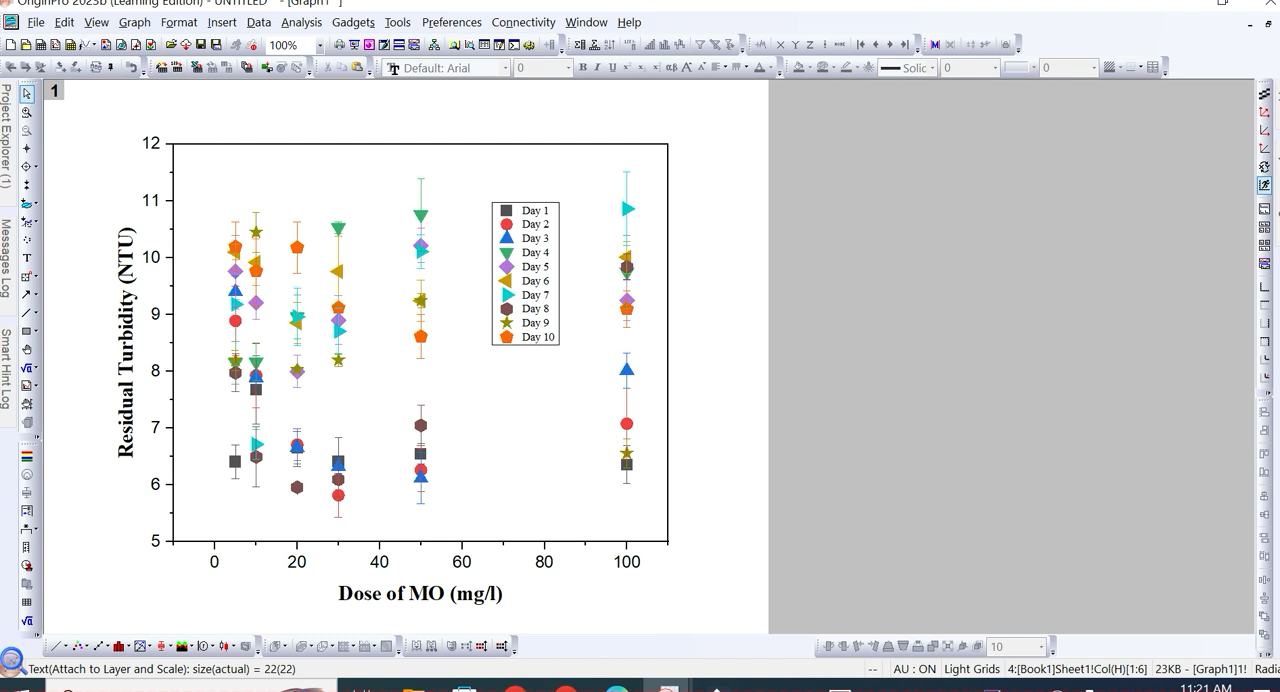 OriginPro 2023b (Learning Edition) - UNTITLED * - [Graph1 *]
File Edit View Graph Format Insert Data Analysis Gadgets Tools Preferences Connectivity Window Help
100%
Default: Arial 0 B I U αβ A A A Solic 0 0
Project Explorer (1)
Messages Log
Smart Hint Log
1
12
11
10
9
8
7
6
5
Residual Turbidity (NTU)
Day 1
Day 2
Day 3
Day 4
Day 5
Day 6
Day 7
Day 8
Day 9
Day 10
0 20 40 60 80 100
Dose of MO (mg/l)
10
Text(Attach to Layer and Scale): size(actual) = 22(22) -- AU : ON Light Grids 4:[Book1]Sheet1!Col(H)[1:6] 23KB - [Graph1]1! Radia
11:21 AM